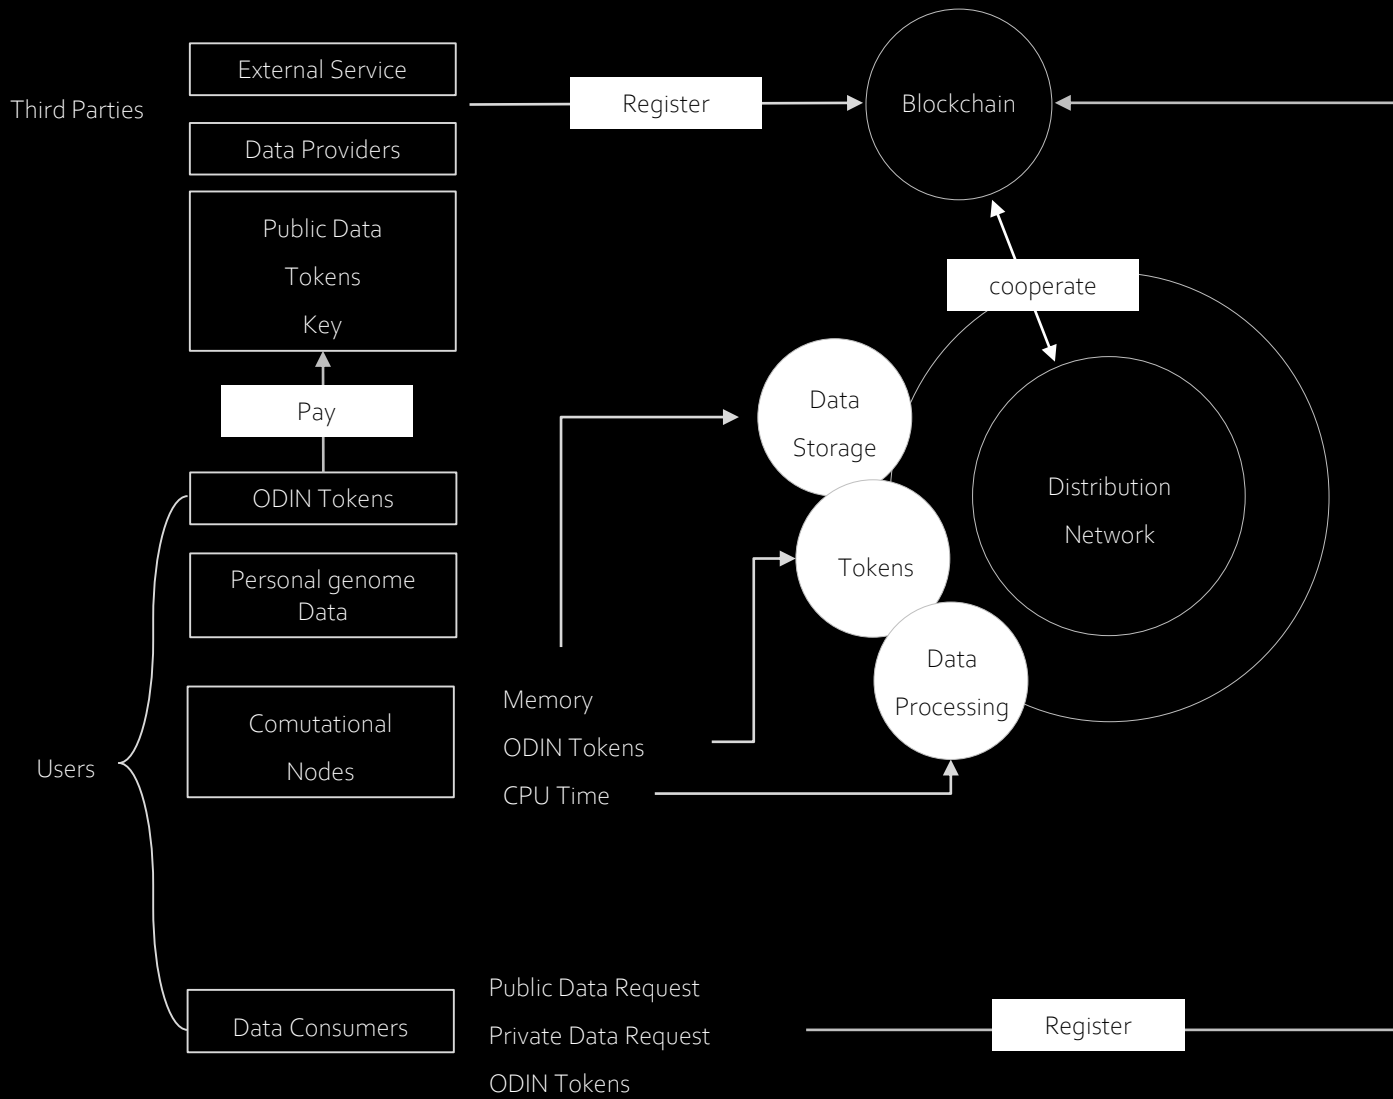 External Service
Third Parties
Register
Blockchain
Data Providers
Public Data
Tokens
Key
cooperate
Pay
Data
Storage
ODIN Tokens
Distribution
Network
Tokens
Personal genome
Data
Data
Processing
Memory
ODIN Tokens
CPU Time
Comutational
Nodes
Users
Public Data Request
Private Data Request
ODIN Tokens
Data Consumers
Register